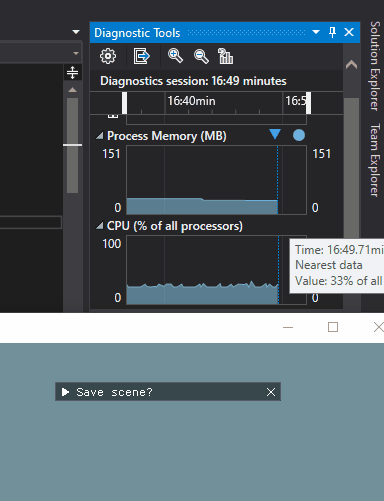 Diagnostic Tools
Diagnostics session: 16:49 minutes
16:40min
16:5
Process Memory (MB)
151
151
0
0
CPU (% of all processors)
100
100
0
0
Time: 16:49.71mi
Nearest data
Value: 33% of all
Solution Explorer
Team Explorer
Save scene?